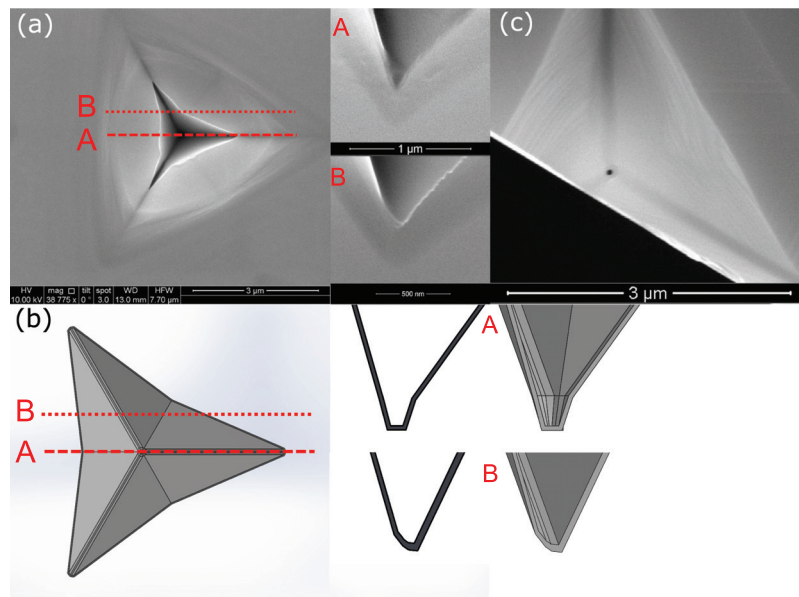 (a)
B
A
HV mag □ tilt spot WD HFW
10.00 kV 38 775 x 0 ° 3.0 13.0 mm 7.70 µm 3 µm
A
1 µm
B
500 nm
(c)
3 µm
(b)
B
A
A
B